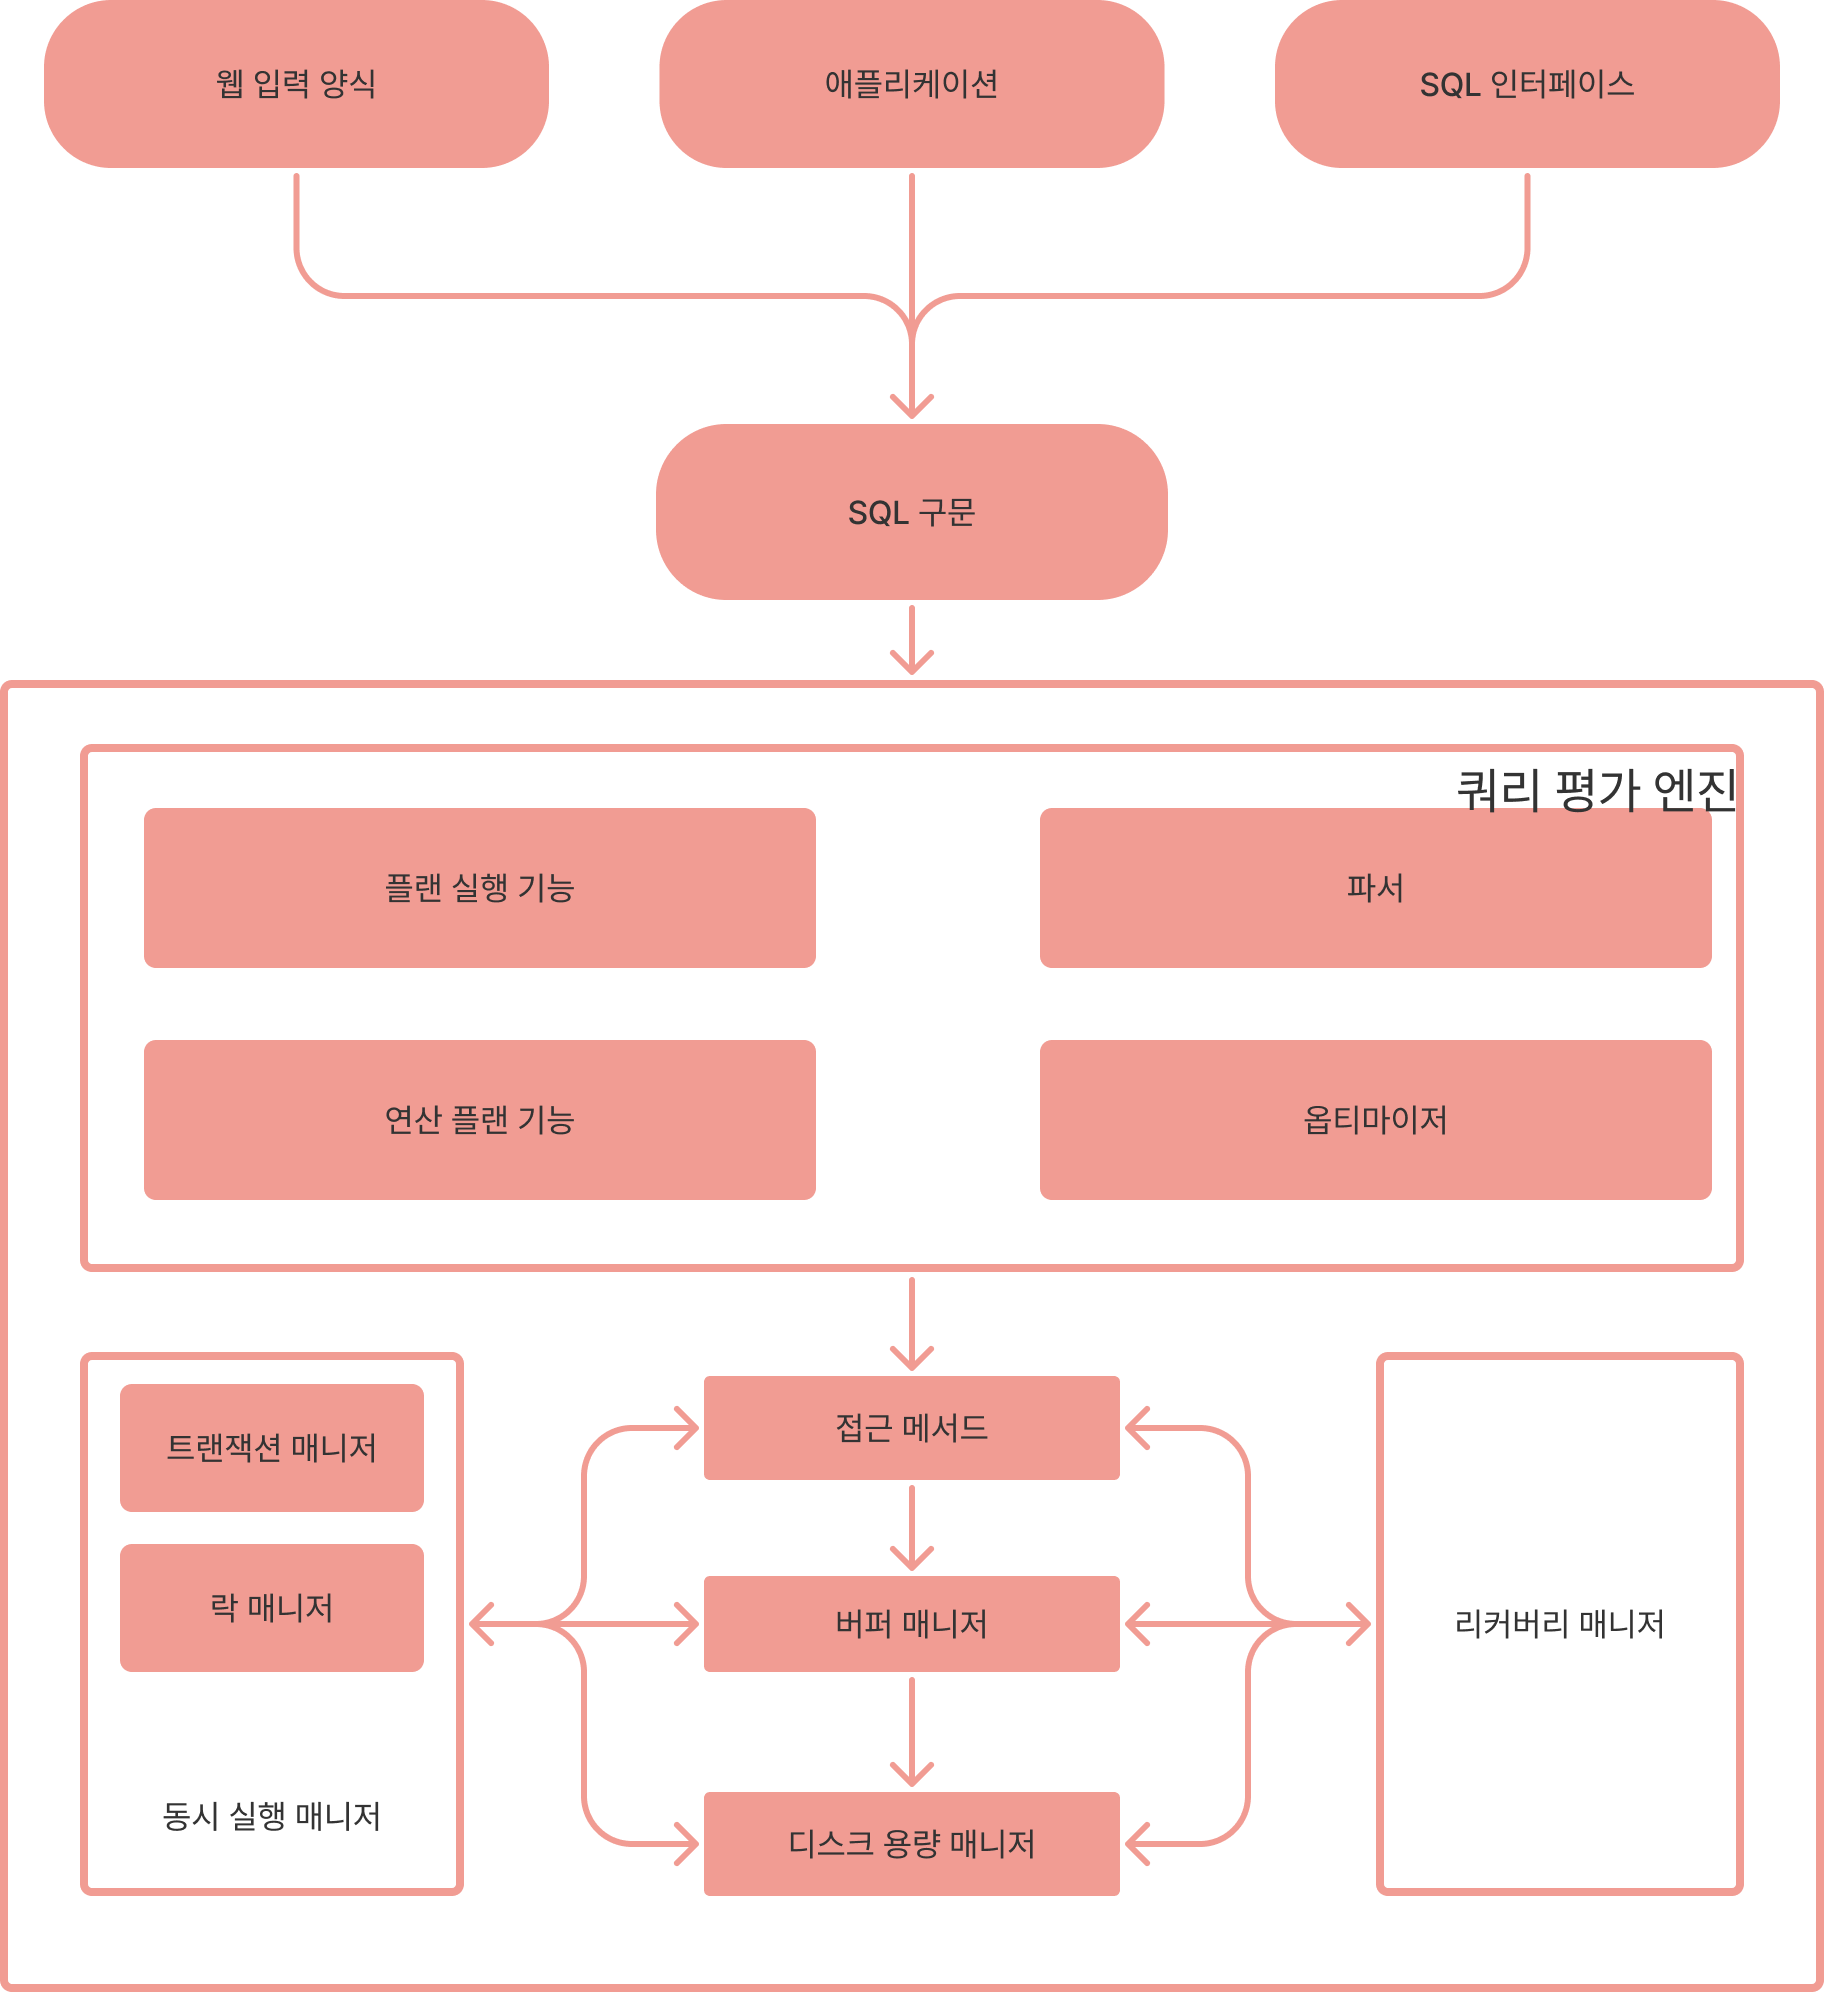 웹 입력 양식
애플리케이션
SQL 인터페이스
SQL 구문
쿼리 평가 엔진
플랜 실행 기능
파서
연산 플랜 기능
옵티마이저
트랜잭션 매니저
락 매니저
동시 실행 매니저
접근 메서드
버퍼 매니저
디스크 용량 매니저
리커버리 매니저